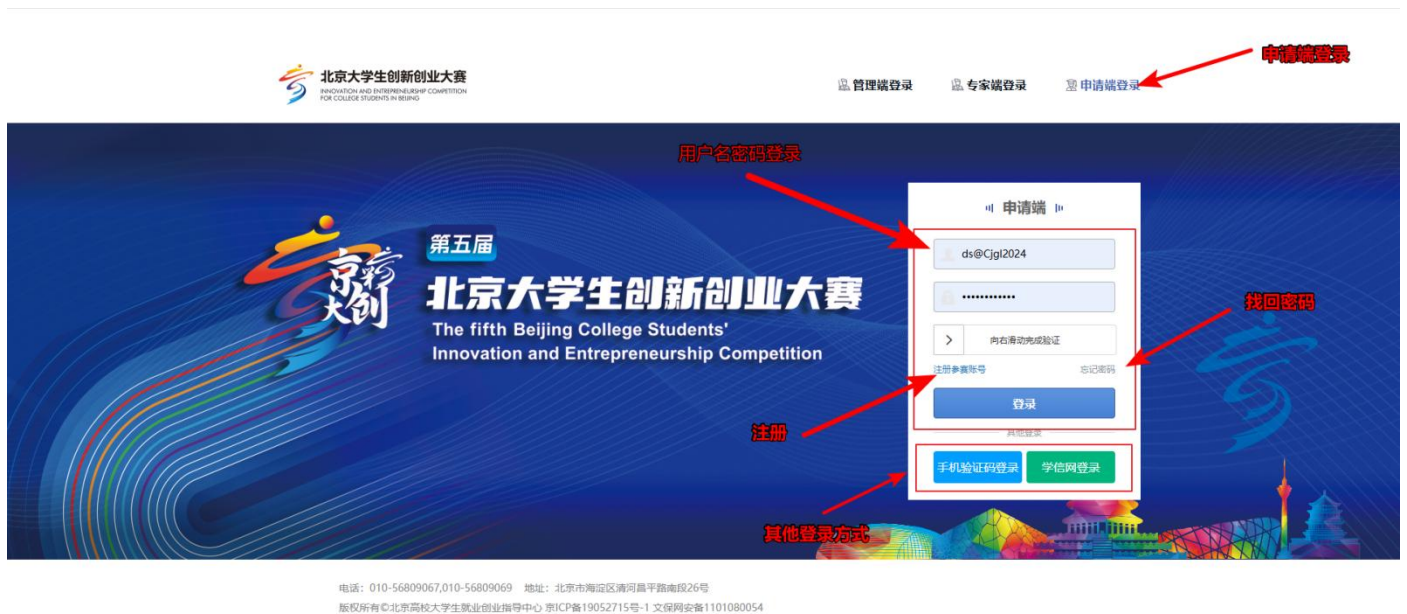 申请端登录
北京大学生创新创业大赛
INNOVATION AND ENTREPRENEURSHIP COMPETITION
FOR COLLEGE STUDENTS IN BEIJING
管理端登录 专家端登录 申请端登录
用户名密码登录
申请端
京彩
大创
第五届
北京大学生创新创业大赛
The fifth Beijing College Students'
Innovation and Entrepreneurship Competition
ds@Cjgl2024
••••••••••••
找回密码
向右滑动完成验证
注册参赛账号 忘记密码
登录
注册
其他登录
手机验证码登录 学信网登录
其他登录方式
电话：010-56809067,010-56809069 地址：北京市海淀区清河昌平路南段26号
版权所有©北京高校大学生就业创业指导中心 京ICP备19052715号-1 文保网安备1101080054